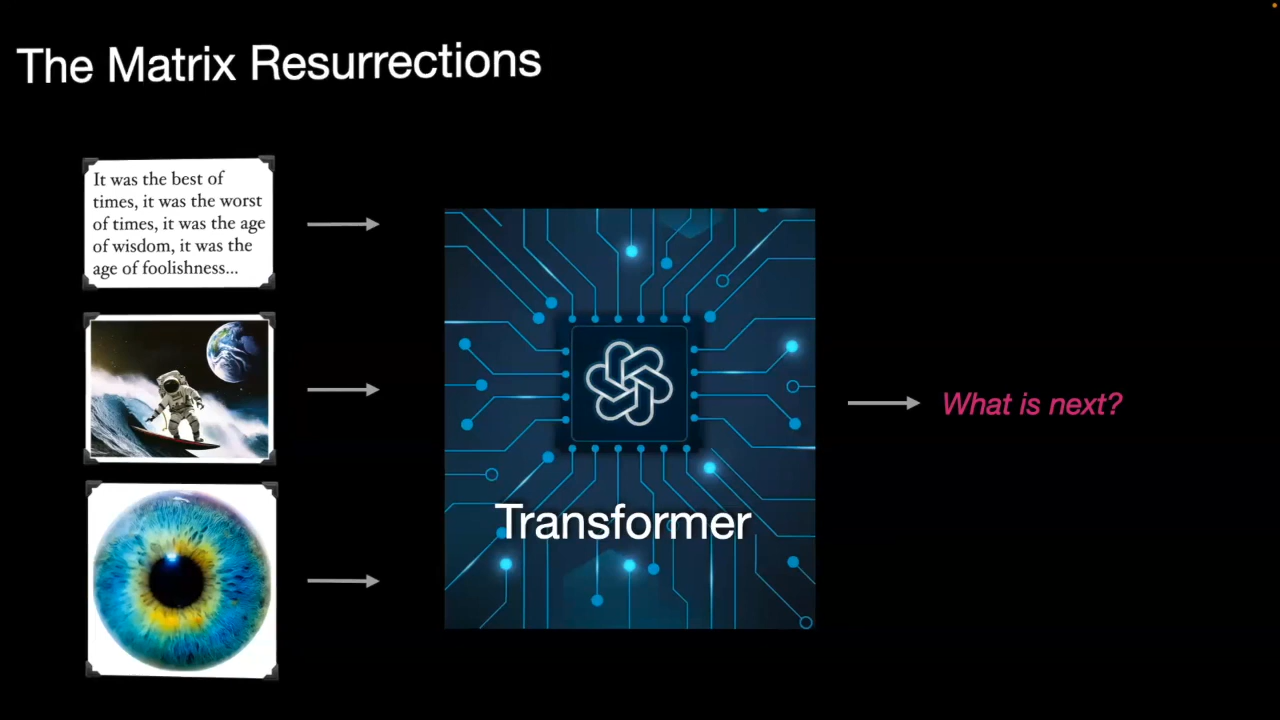 The Matrix Resurrections
It was the best of
times, it was the worst
of times, it was the age
of wisdom, it was the
age of foolishness...
Transformer
What is next?